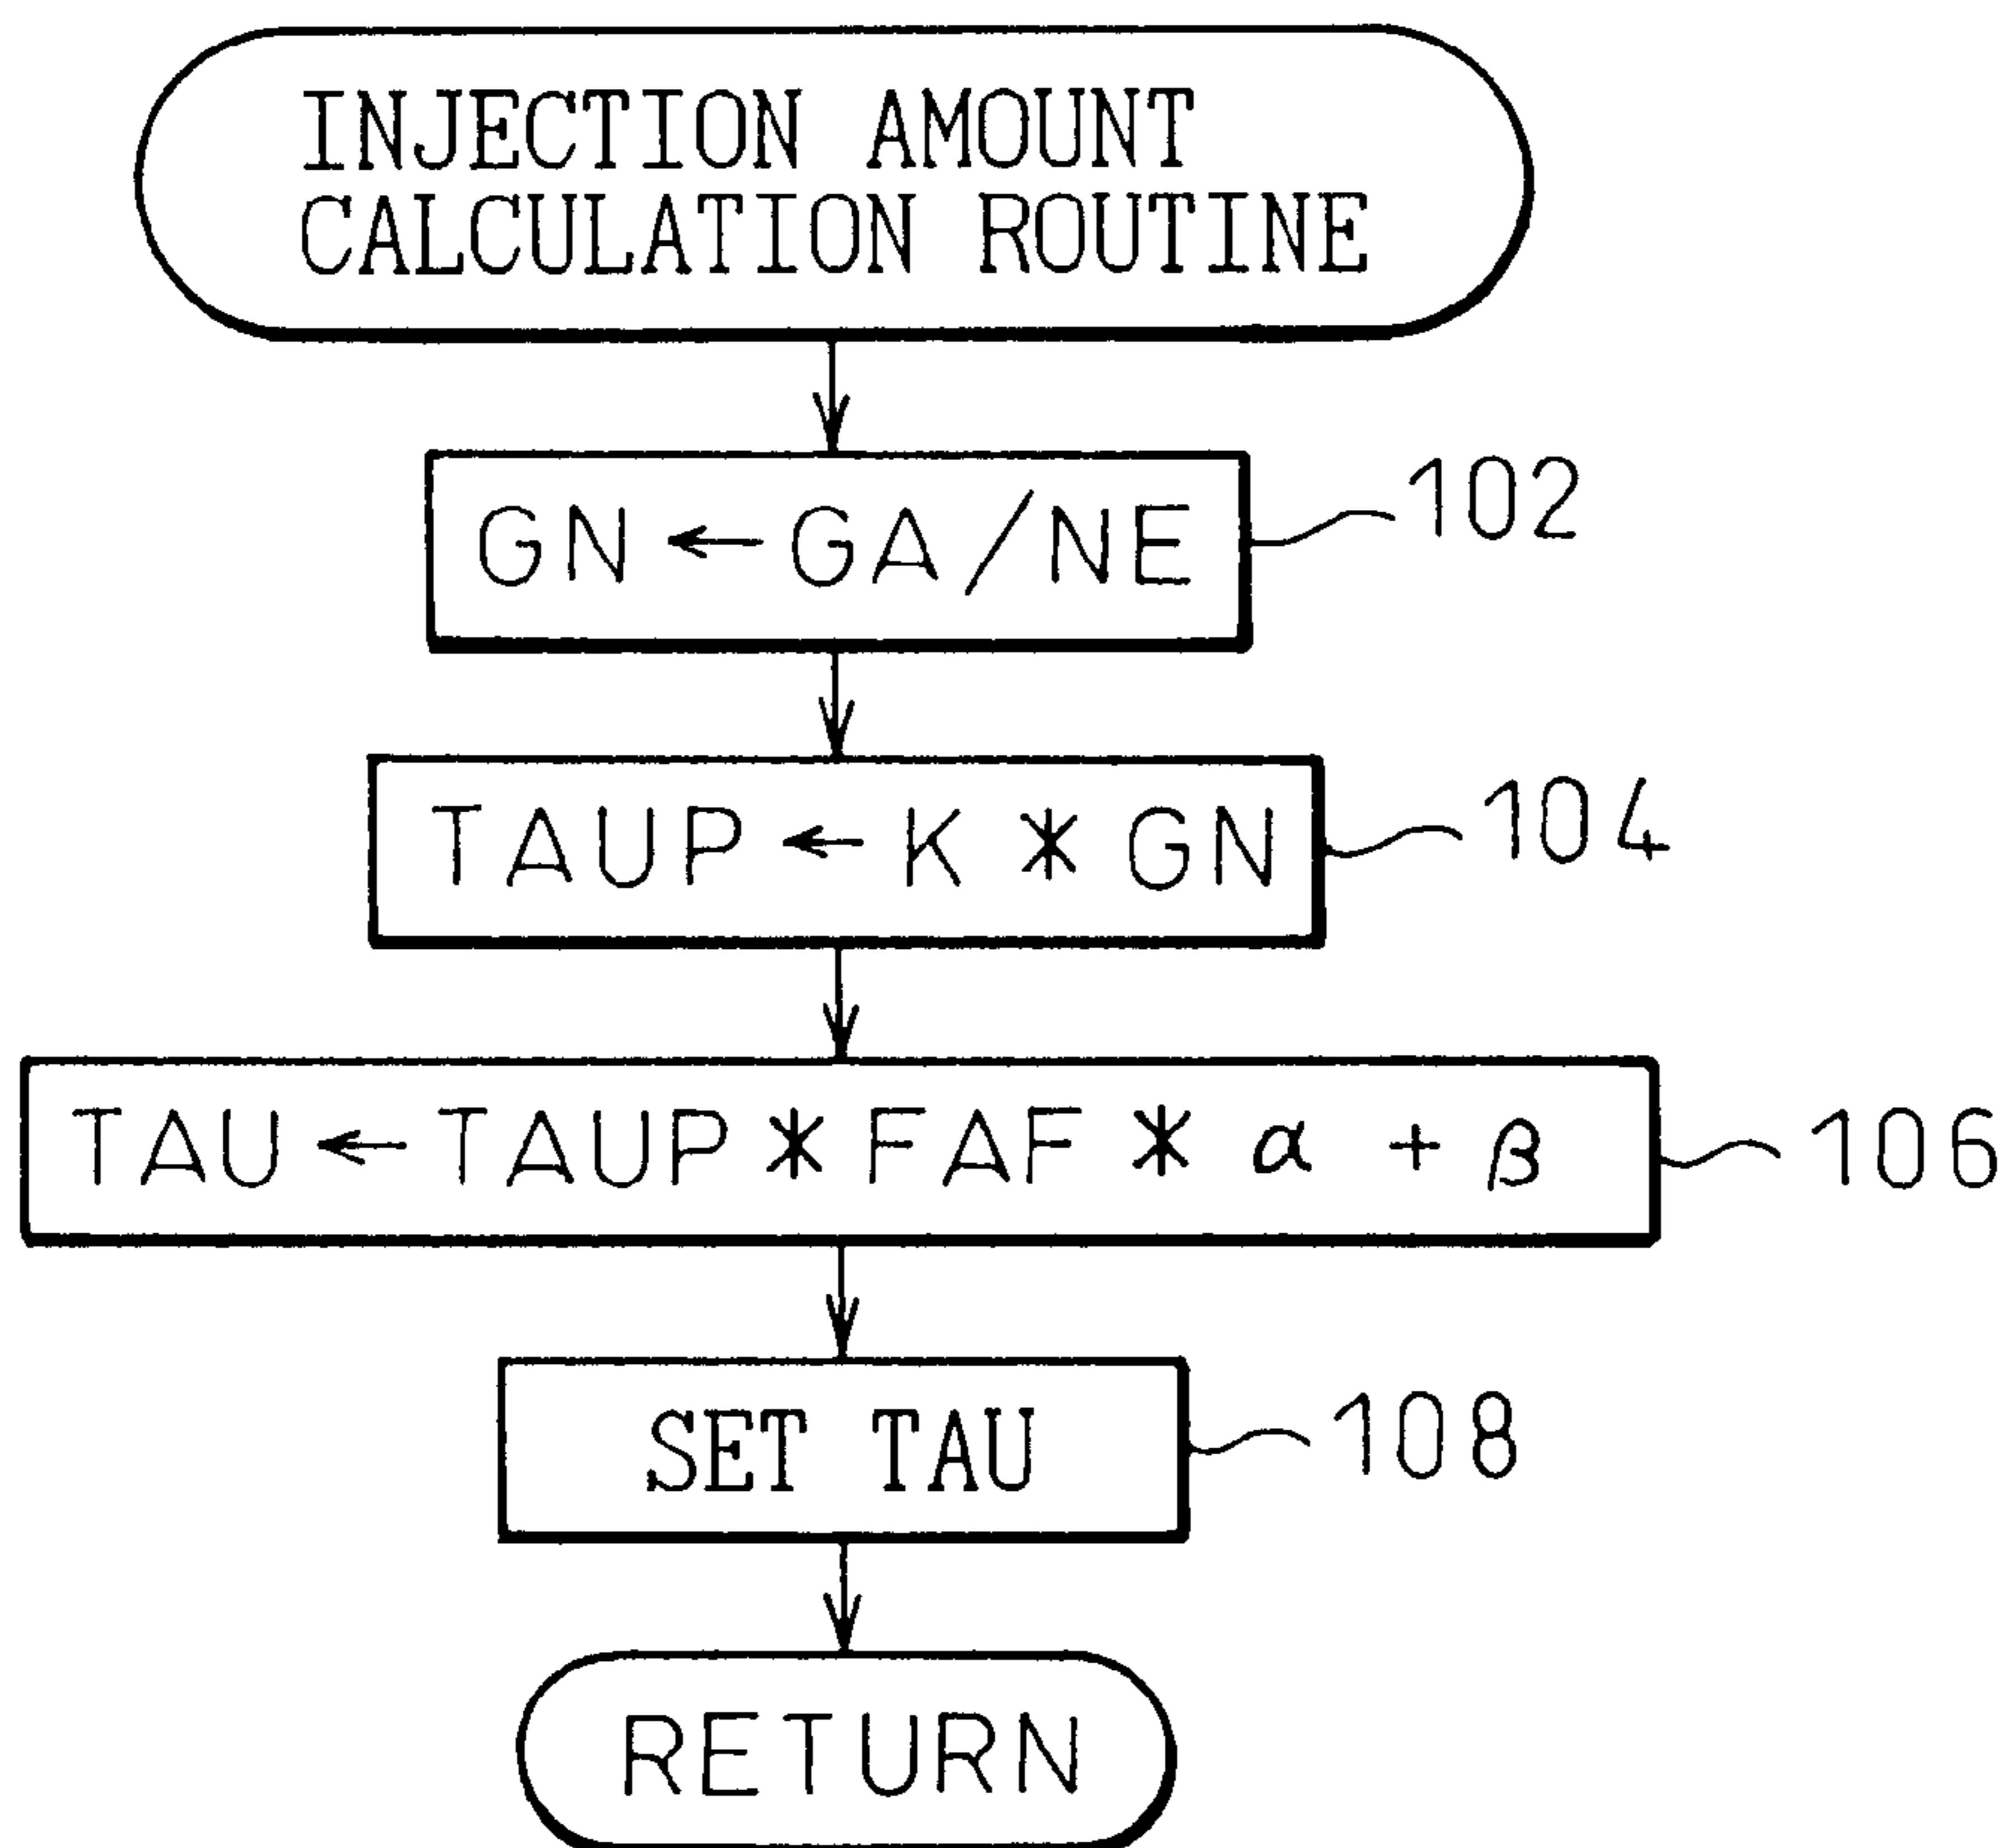 INJECTION AMOUNT
CALCULATION ROUTINE
GN ← GA/NE
102
TAUP ← K * GN
104
TAU ← TAUP * FAF * α + β
106
SET TAU
108
RETURN